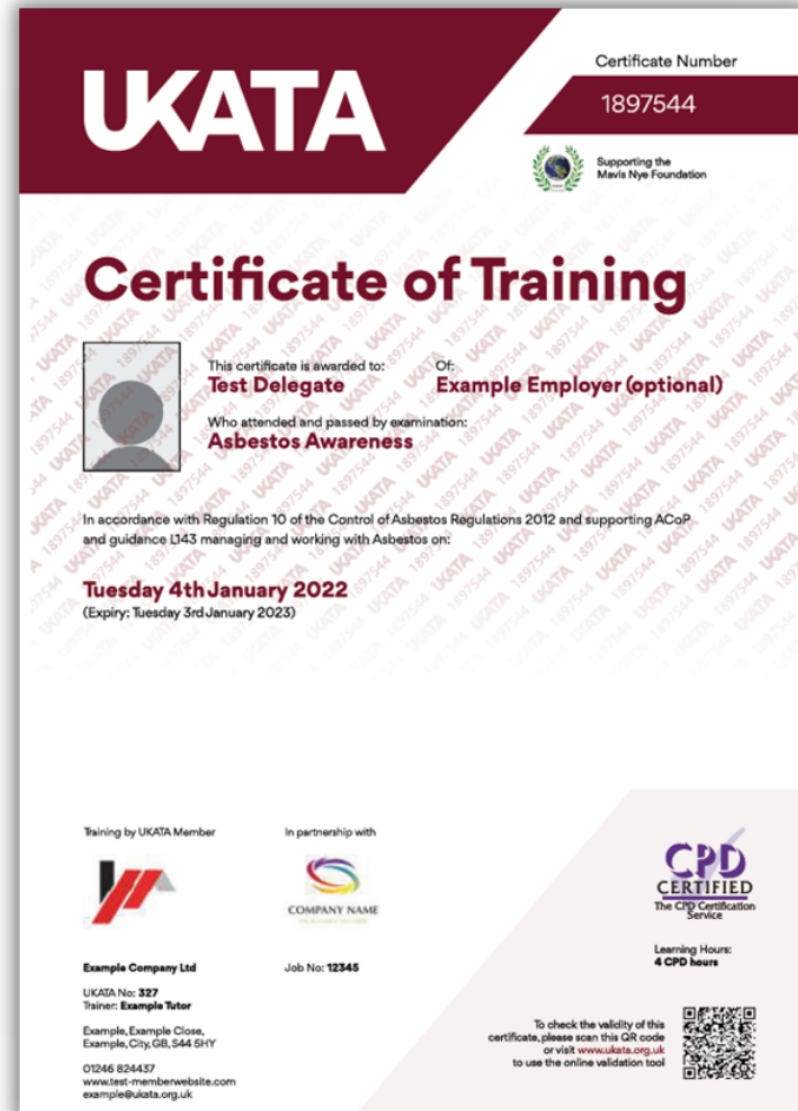 UKATA
Certificate Number
1897544
Supporting the
Mavis Nye Foundation
Certificate of Training
This certificate is awarded to:
Test Delegate
Of:
Example Employer (optional)
Who attended and passed by examination:
Asbestos Awareness
In accordance with Regulation 10 of the Control of Asbestos Regulations 2012 and supporting ACoP
and guidance L143 managing and working with Asbestos on:
Tuesday 4th January 2022
(Expiry: Tuesday 3rd January 2023)
Training by UKATA Member
In partnership with
COMPANY NAME
CPD
CERTIFIED
The CPD Certification
Service
Learning Hours:
4 CPD hours
Example Company Ltd
Job No: 12345
UKATA No: 327
Trainer: Example Tutor
Example, Example Close,
Example, City, GB, S44 5HY
01246 824437
www.test-memberwebsite.com
example@ukata.org.uk
To check the validity of this
certificate, please scan this QR code
or visit www.ukata.org.uk
to use the online validation tool